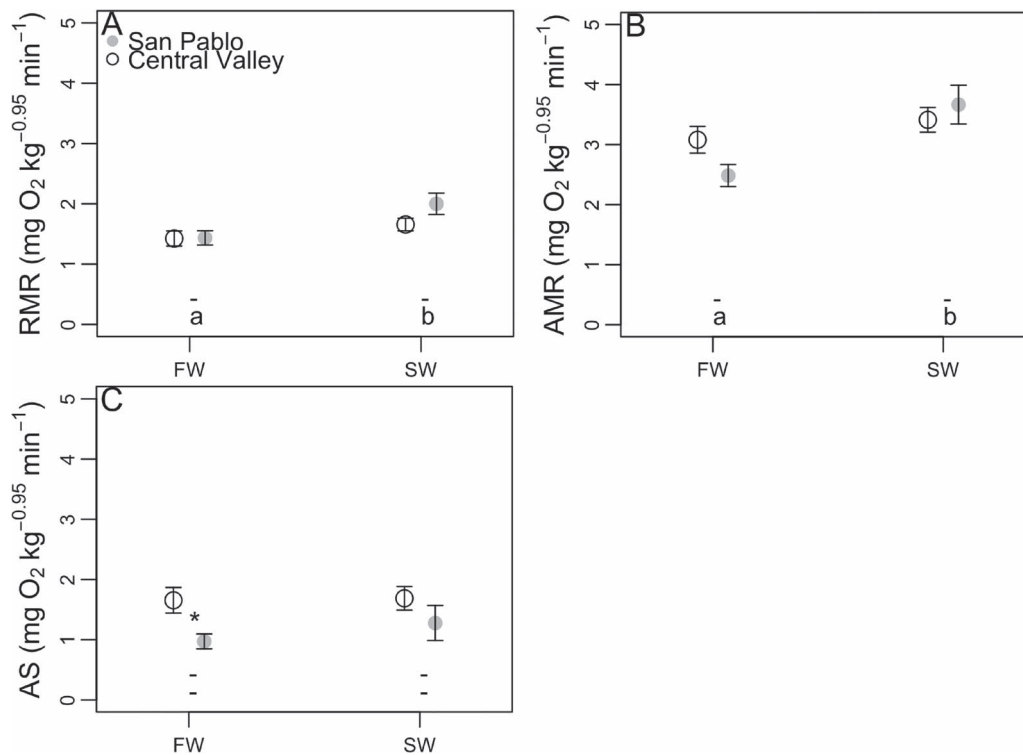 A
San Pablo
Central Valley
RMR (mg O₂ kg⁻⁰·⁹⁵ min⁻¹)
5
4
3
2
1
0
- -
a b
FW SW
B
AMR (mg O₂ kg⁻⁰·⁹⁵ min⁻¹)
5
4
3
2
1
0
- -
a b
FW SW
C
AS (mg O₂ kg⁻⁰·⁹⁵ min⁻¹)
5
4
3
2
1
0
*
- -
- -
FW SW